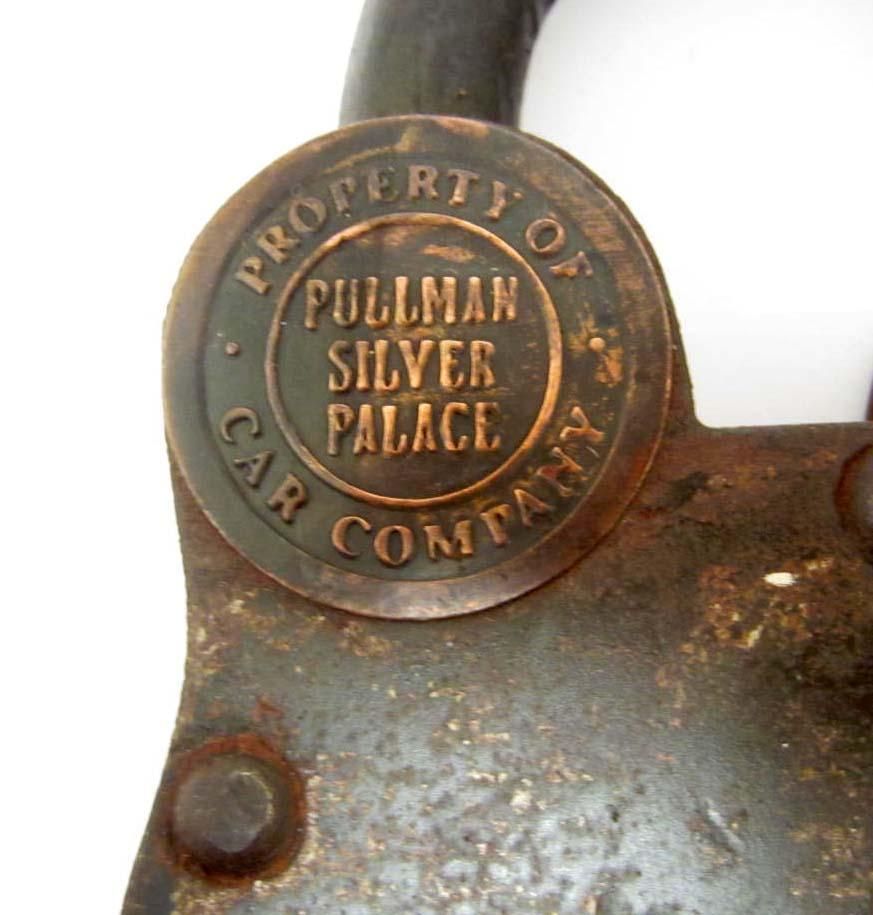 PROPERTY OF
PULLMAN
SILVER
PALACE
CAR COMPANY